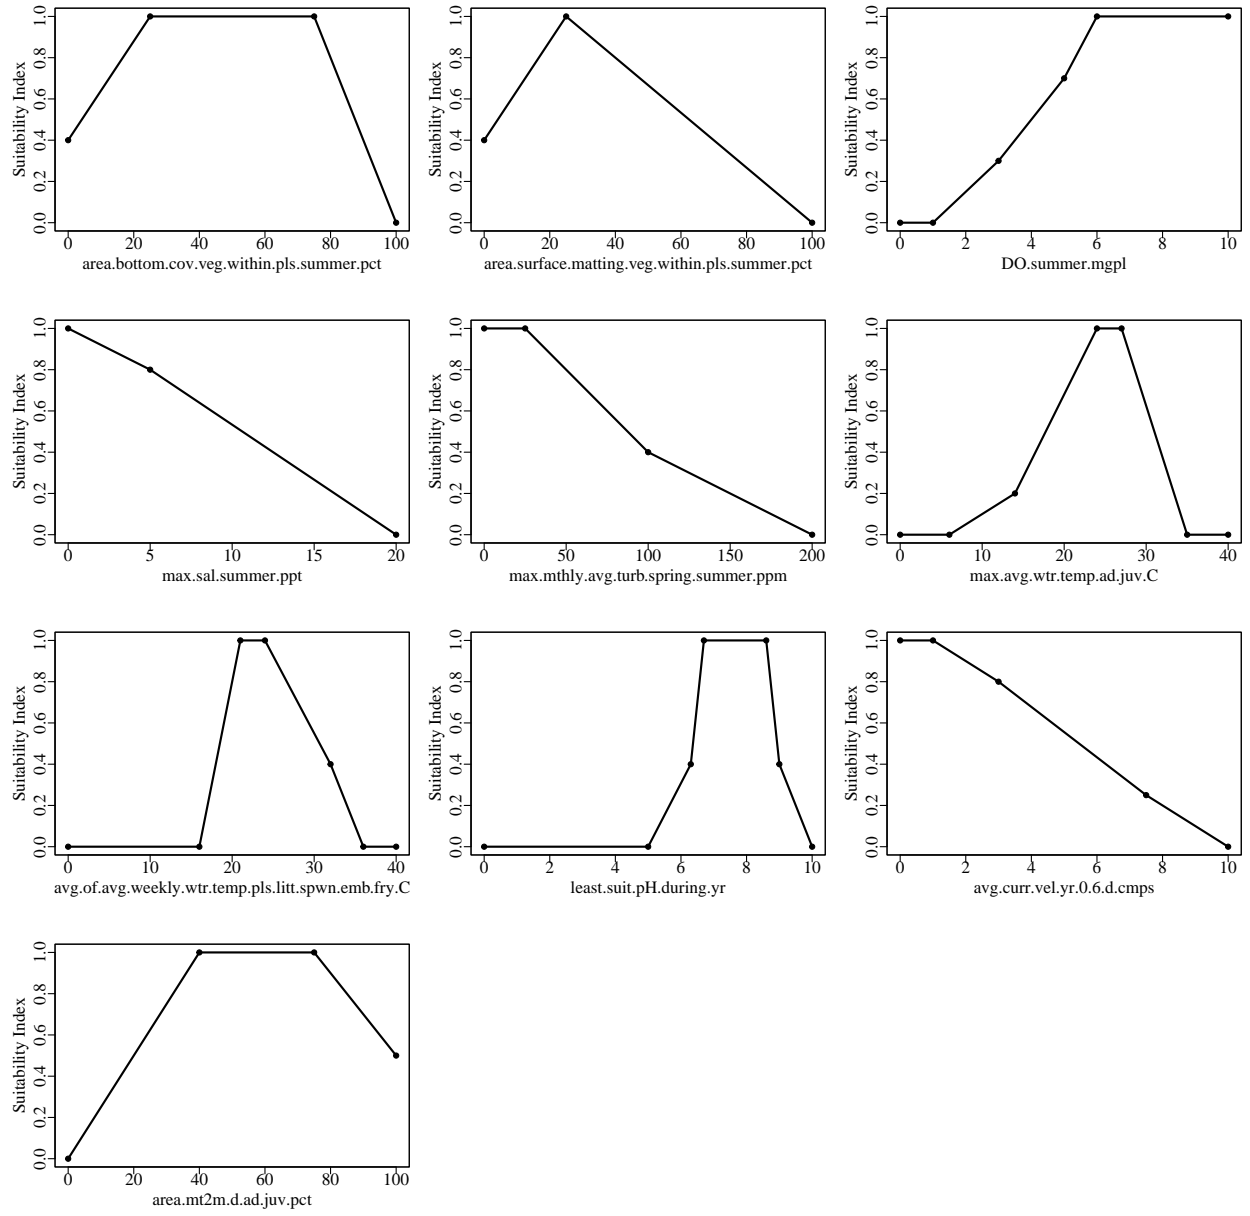 Suitability Index
0.0 0.2 0.4 0.6 0.8 1.0
0 20 40 60 80 100
area.bottom.cov.veg.within.pls.summer.pct
Suitability Index
0.0 0.2 0.4 0.6 0.8 1.0
0 20 40 60 80 100
area.surface.matting.veg.within.pls.summer.pct
Suitability Index
0.0 0.2 0.4 0.6 0.8 1.0
0 2 4 6 8 10
DO.summer.mgpl
Suitability Index
0.0 0.2 0.4 0.6 0.8 1.0
0 5 10 15 20
max.sal.summer.ppt
Suitability Index
0.0 0.2 0.4 0.6 0.8 1.0
0 50 100 150 200
max.mthly.avg.turb.spring.summer.ppm
Suitability Index
0.0 0.2 0.4 0.6 0.8 1.0
0 10 20 30 40
max.avg.wtr.temp.ad.juv.C
Suitability Index
0.0 0.2 0.4 0.6 0.8 1.0
0 10 20 30 40
avg.of.avg.weekly.wtr.temp.pls.litt.spwn.emb.fry.C
Suitability Index
0.0 0.2 0.4 0.6 0.8 1.0
0 2 4 6 8 10
least.suit.pH.during.yr
Suitability Index
0.0 0.2 0.4 0.6 0.8 1.0
0 2 4 6 8 10
avg.curr.vel.yr.0.6.d.cmps
Suitability Index
0.0 0.2 0.4 0.6 0.8 1.0
0 20 40 60 80 100
area.mt2m.d.ad.juv.pct